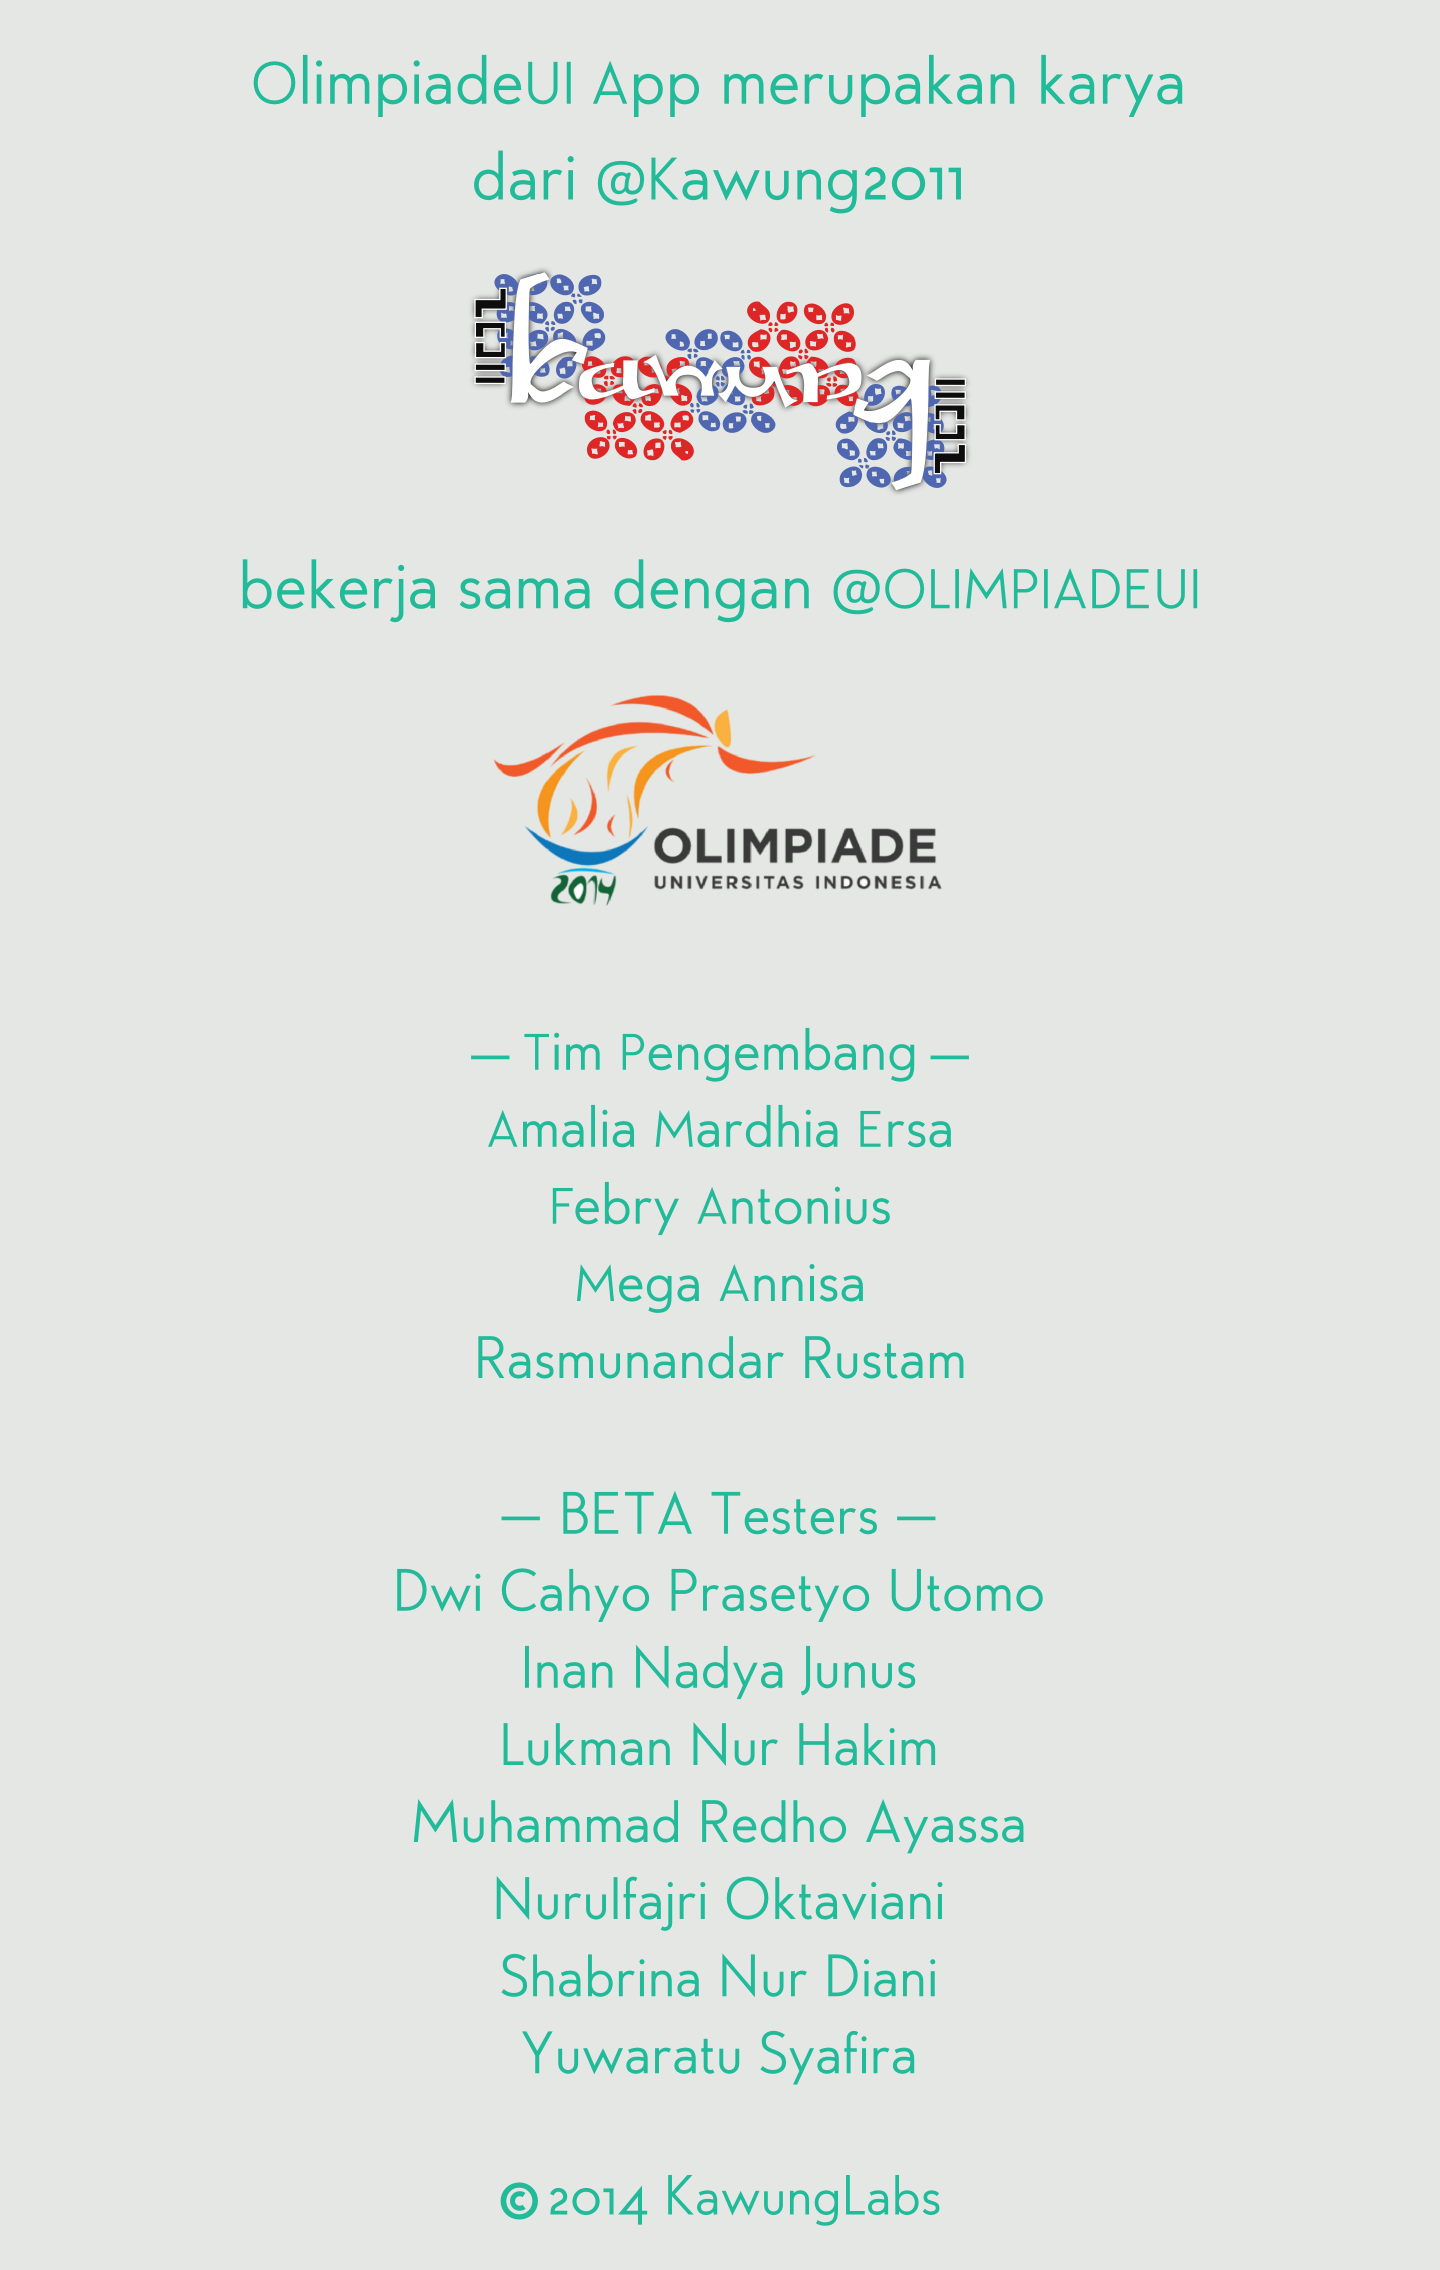 OlimpiadeUI App merupakan karya
dari @Kawung2011
2011
kawung
2011
bekerja sama dengan @OLIMPIADEUI
OLIMPIADE
UNIVERSITAS INDONESIA
2014
— Tim Pengembang —
Amalia Mardhia Ersa
Febry Antonius
Mega Annisa
Rasmunandar Rustam
— BETA Testers —
Dwi Cahyo Prasetyo Utomo
Inan Nadya Junus
Lukman Nur Hakim
Muhammad Redho Ayassa
Nurulfajri Oktaviani
Shabrina Nur Diani
Yuwaratu Syafira
© 2014 KawungLabs